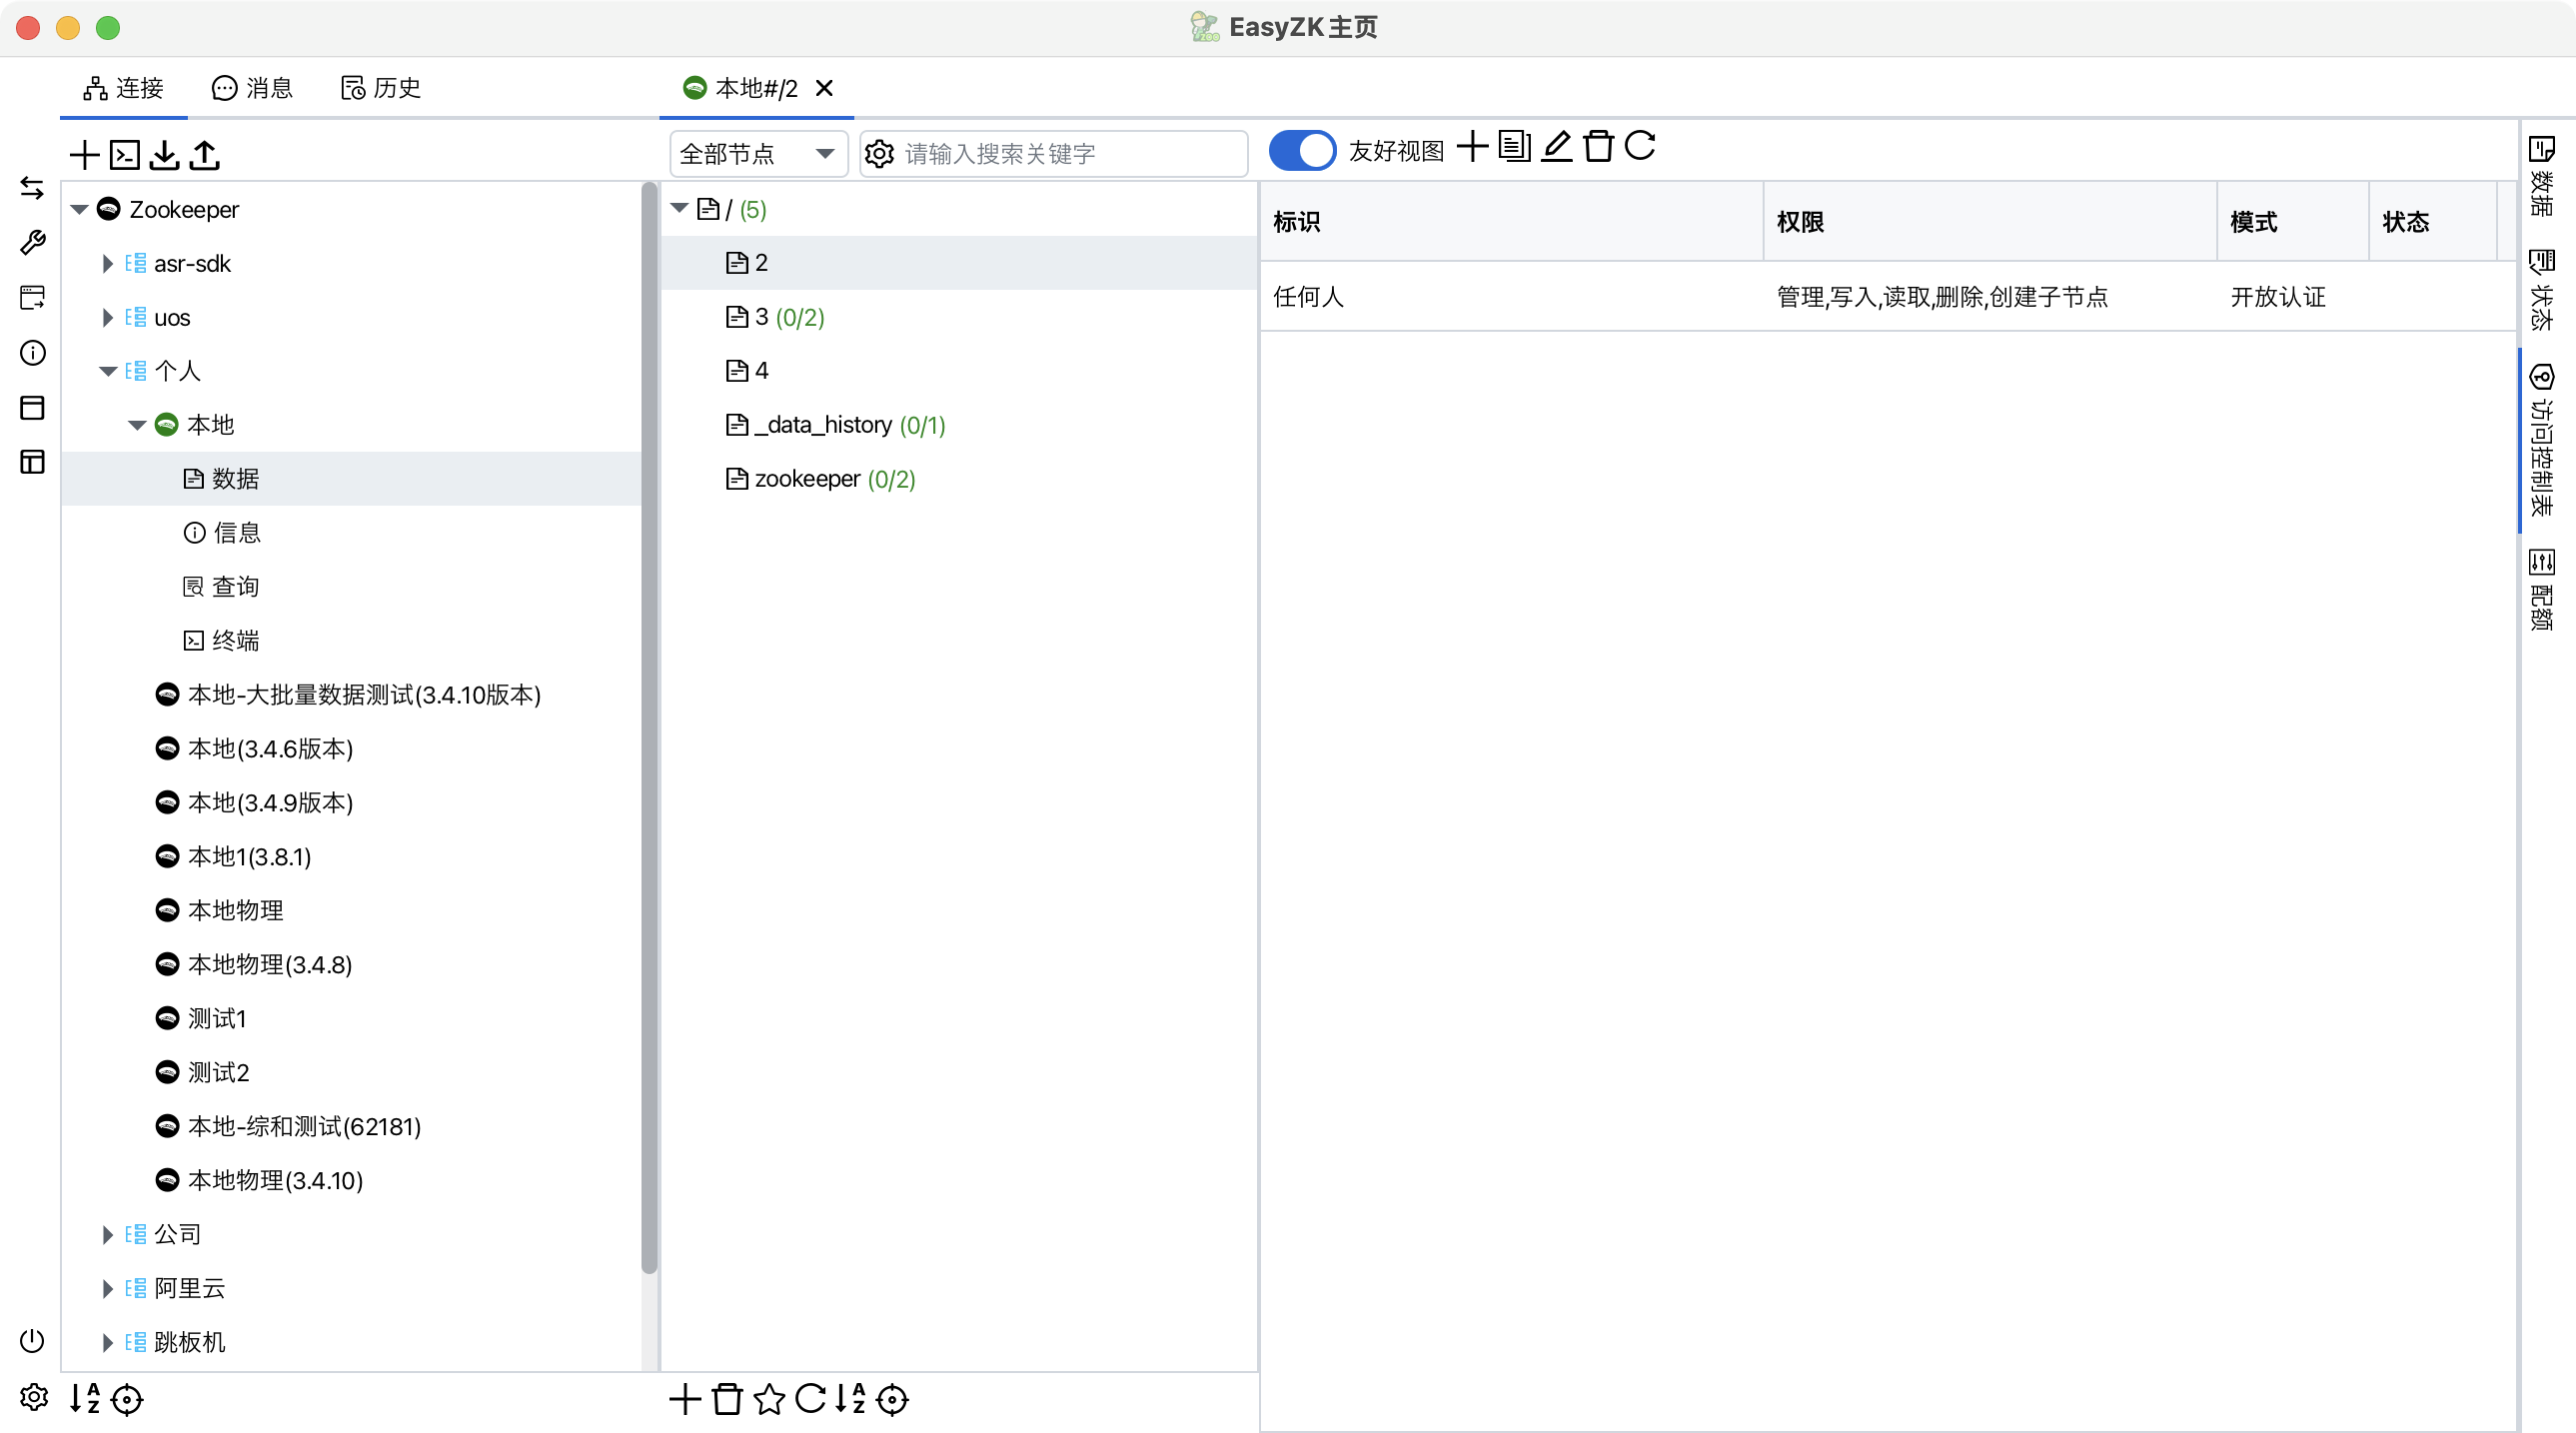 EasyZK 主页
连接 消息 历史
本地#/2
全部节点
请输入搜索关键字
友好视图
Zookeeper
asr-sdk
uos
个人
本地
数据
信息
查询
终端
本地-大批量数据测试(3.4.10版本)
本地(3.4.6版本)
本地(3.4.9版本)
本地1(3.8.1)
本地物理
本地物理(3.4.8)
测试1
测试2
本地-综和测试(62181)
本地物理(3.4.10)
公司
阿里云
跳板机
/ (5)
2
3 (0/2)
4
_data_history (0/1)
zookeeper (0/2)
标识 权限 模式 状态
任何人 管理,写入,读取,删除,创建子节点 开放认证
数据
状态
访问控制表
配额